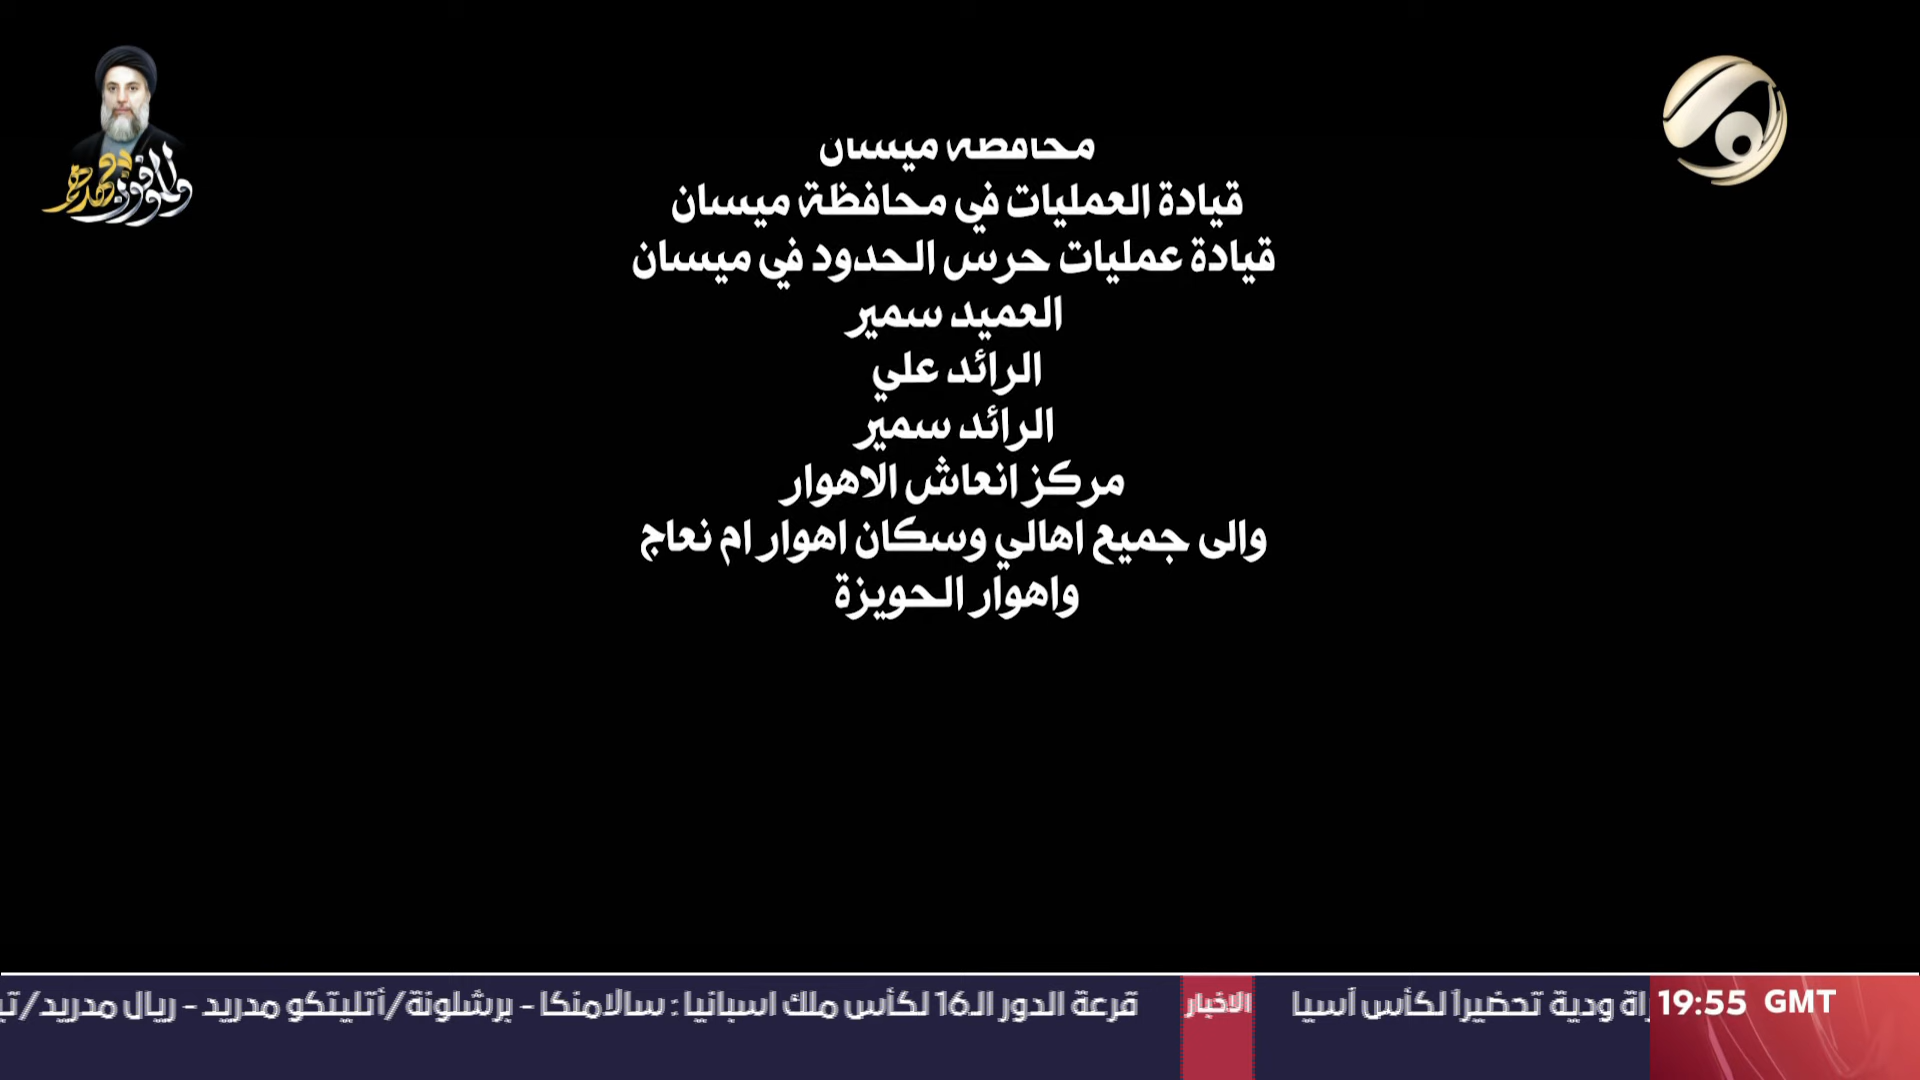 محافظة ميسان
قيادة العمليات في محافظة ميسان
قيادة عمليات حرس الحدود في ميسان
العميد سمير
الرائد علي
الرائد سمير
مركز انعاش الاهوار
والى جميع اهالي وسكان اهوار ام نعاج
واهوار الحويزة
19:55 GMT
ودية تحضيراً لكأس آسيا
الاخبار
قرعة الدور الـ16 لكأس ملك اسبانيا : سالامنكا - برشلونة/أتليتكو مدريد - ريال مدريد/